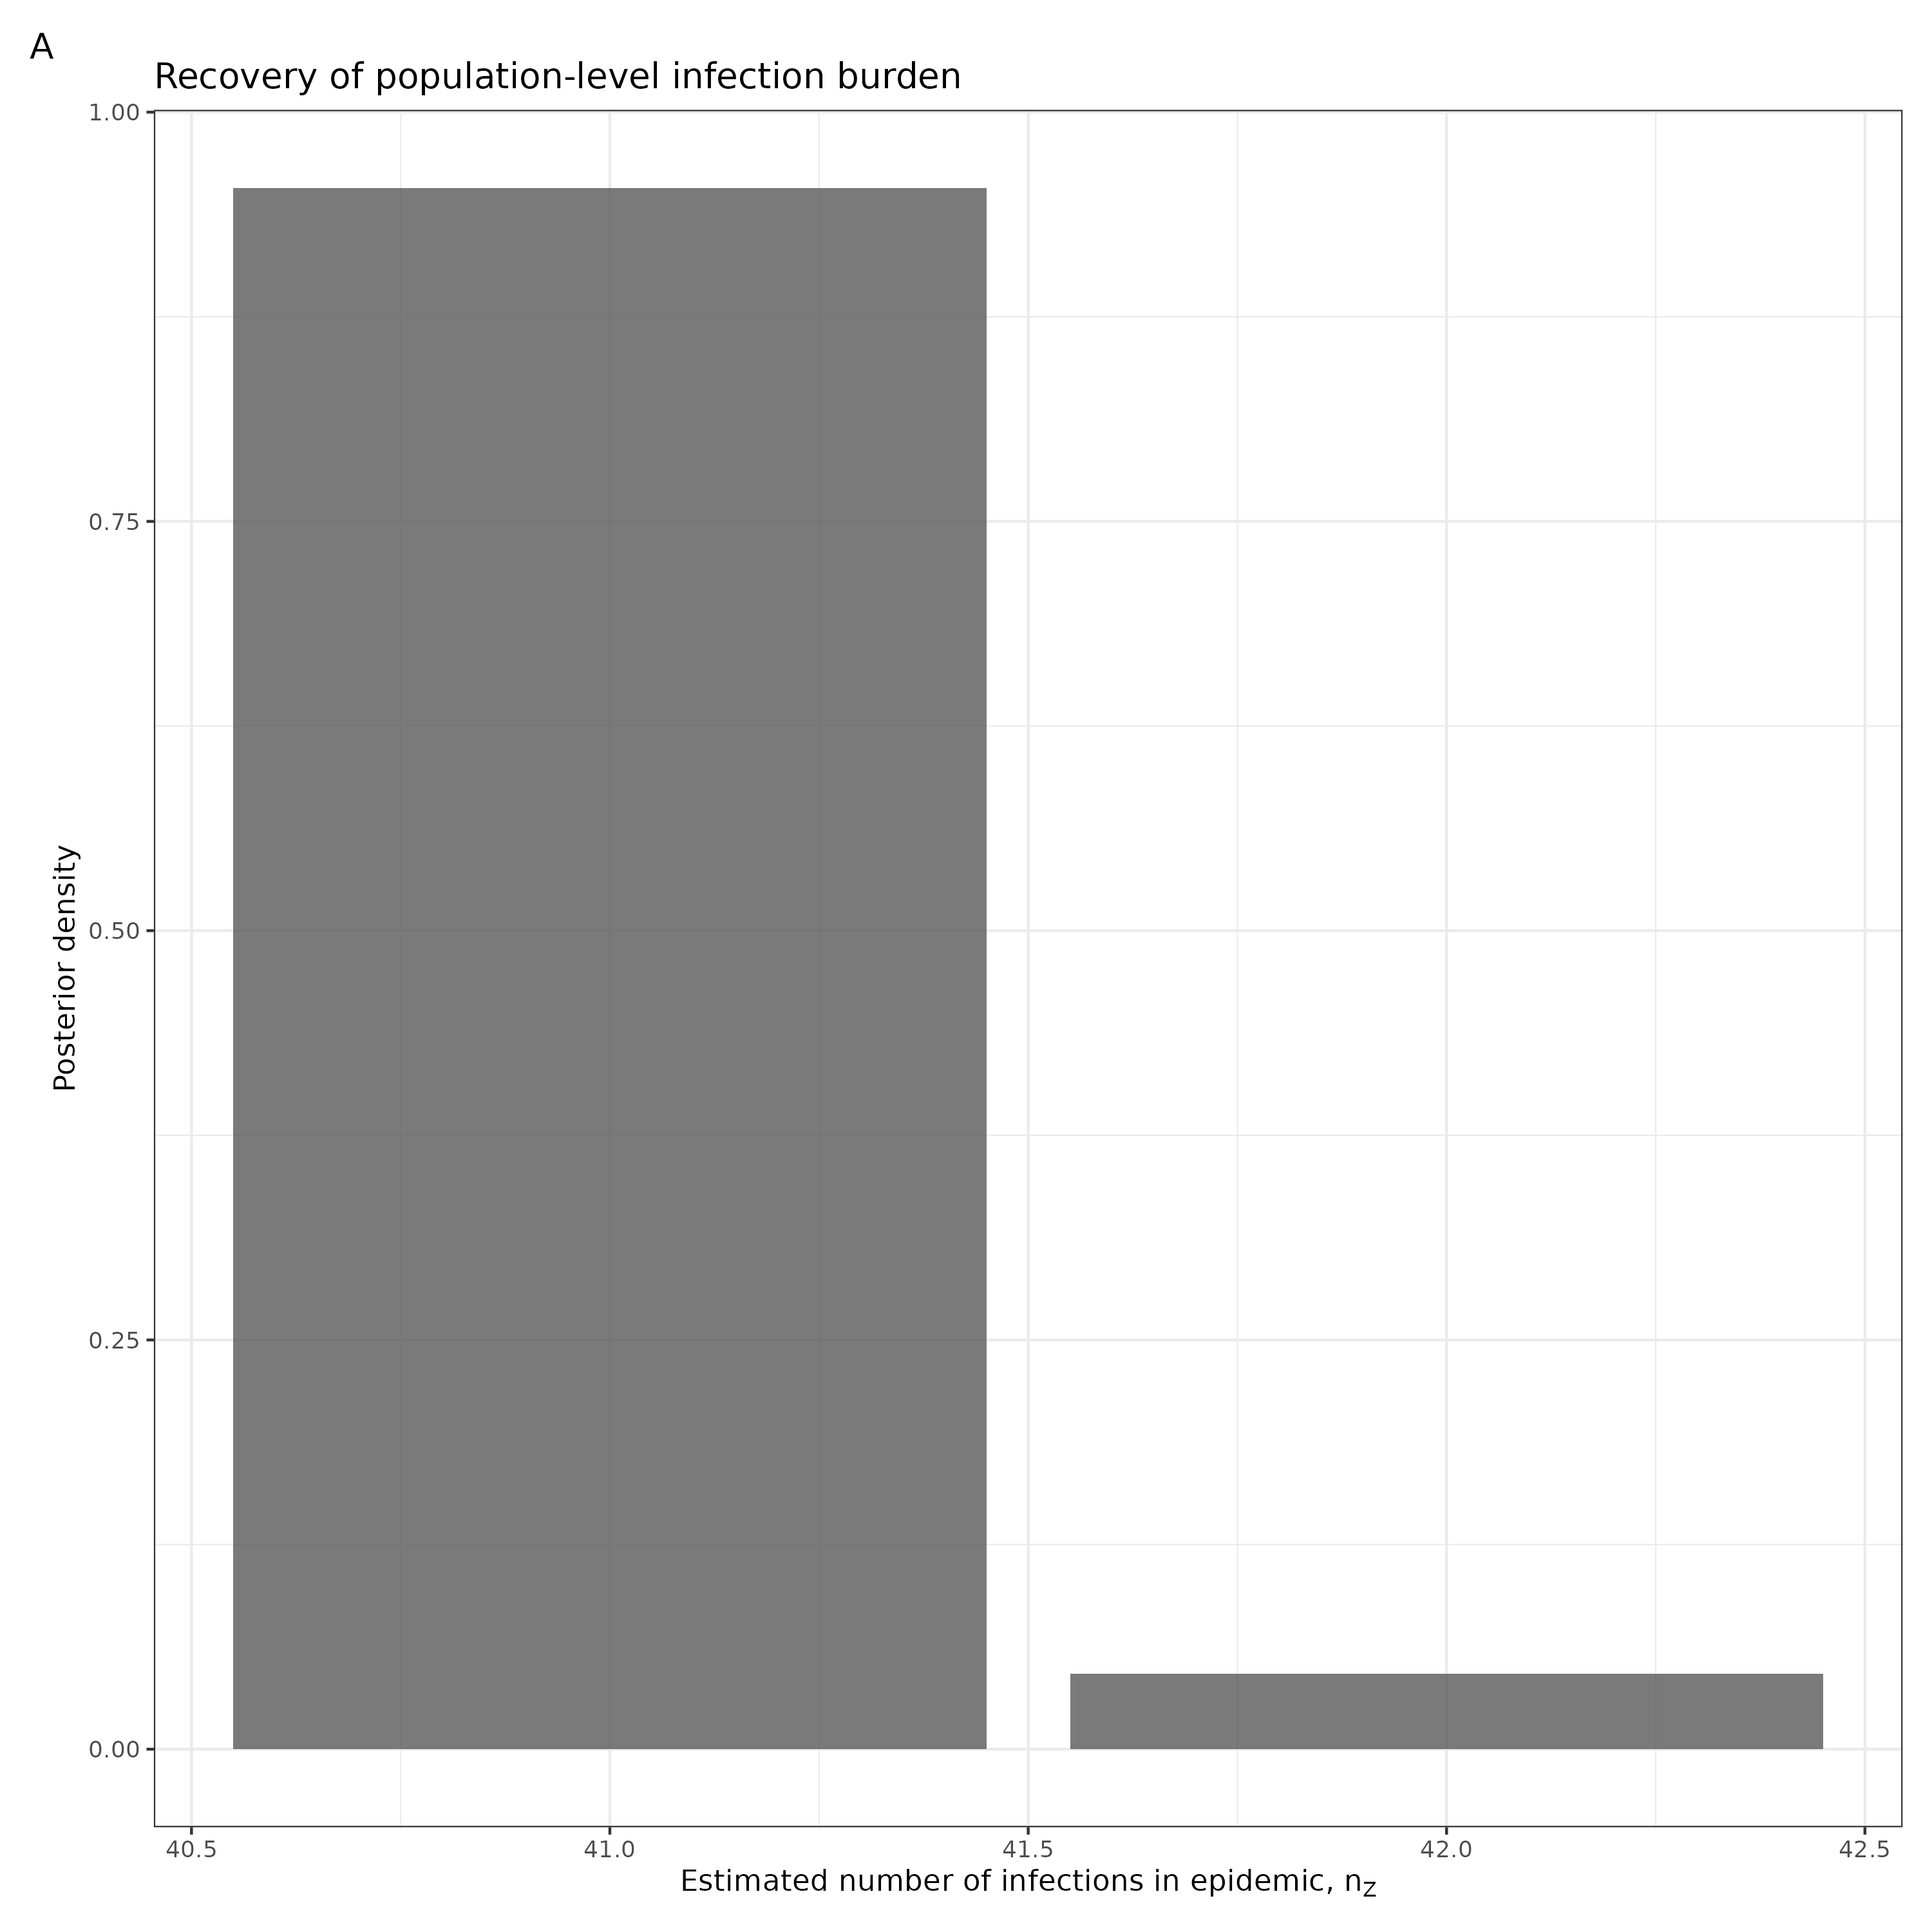 A
Recovery of population-level infection burden
1.00
0.75
0.50
0.25
0.00
Posterior density
40.5 41.0 41.5 42.0 42.5
Estimated number of infections in epidemic, nZ